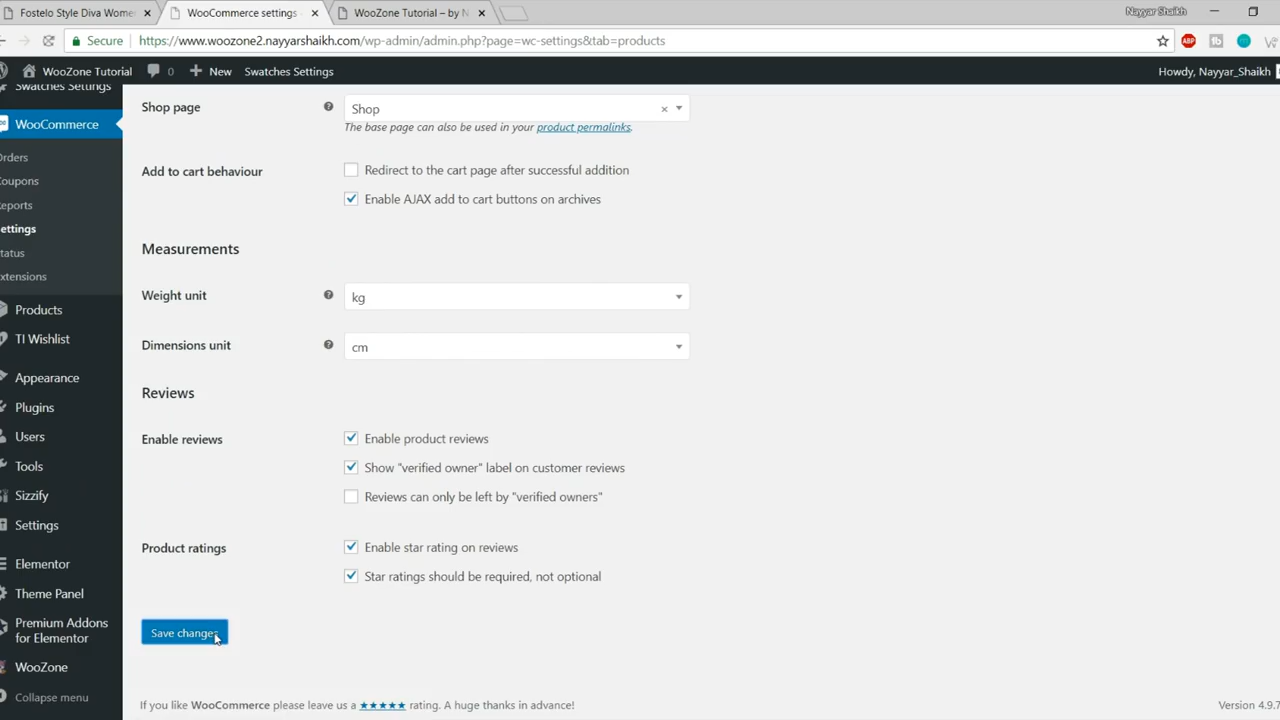 Fostelo Style Diva Wome
WooCommerce settings
WooZone Tutorial – by N
Nayyar Shaikh
Secure
https://www.woozone2.nayyarshaikh.com/wp-admin/admin.php?page=wc-settings&tab=products
ABP
WooZone Tutorial
0
New
Swatches Settings
Howdy, Nayyar_Shaikh
Swatches Settings
WooCommerce
Orders
Coupons
Reports
Settings
Status
Extensions
Products
TI Wishlist
Appearance
Plugins
Users
Tools
Sizzify
Settings
Elementor
Theme Panel
Premium Addons
for Elementor
WooZone
Collapse menu
Shop page
Shop
The base page can also be used in your product permalinks.
Add to cart behaviour
Redirect to the cart page after successful addition
Enable AJAX add to cart buttons on archives
Measurements
Weight unit
kg
Dimensions unit
cm
Reviews
Enable reviews
Enable product reviews
Show "verified owner" label on customer reviews
Reviews can only be left by "verified owners"
Product ratings
Enable star rating on reviews
Star ratings should be required, not optional
Save changes
If you like WooCommerce please leave us a ★★★★★ rating. A huge thanks in advance!
Version 4.9.7